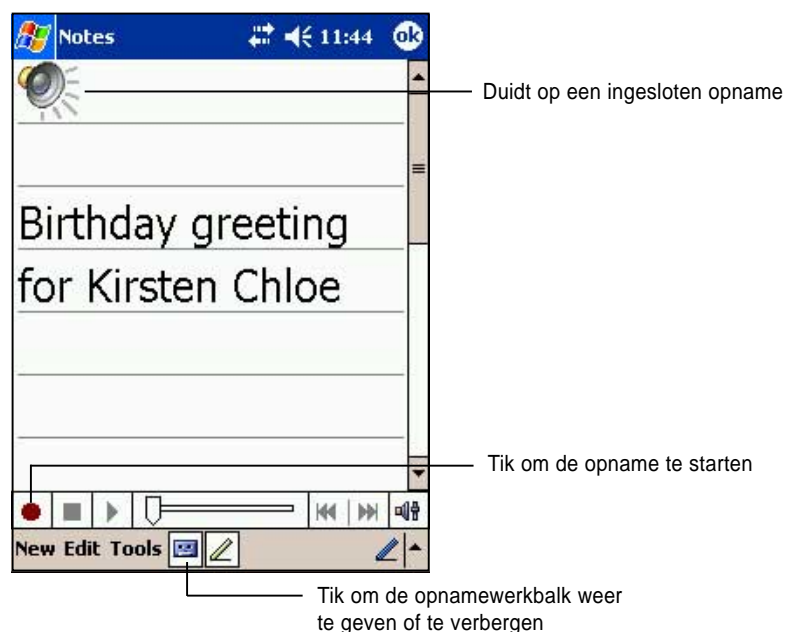 Notes 11:44 ok
Duidt op een ingesloten opname
Birthday greeting
for Kirsten Chloe
Tik om de opname te starten
New Edit Tools
Tik om de opnamewerkbalk weer
te geven of te verbergen